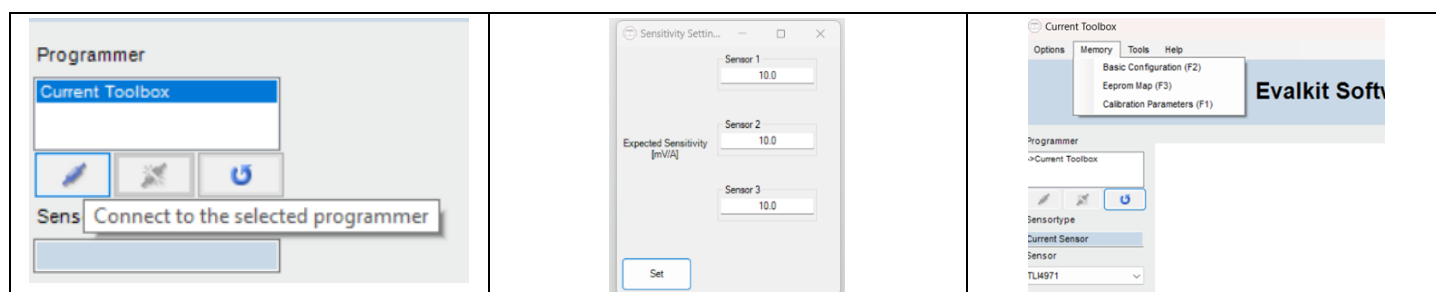 Programmer
Current Toolbox
Sens
Connect to the selected programmer
Sensitivity Settin...
Sensor 1
10.0
Sensor 2
Expected Sensitivity
10.0
[mV/A]
Sensor 3
10.0
Set
Current Toolbox
Options Memory Tools Help
Basic Configuration (F2)
Eeprom Map (F3)
Calibration Parameters (F1)
Evalkit Softw
Programmer
->Current Toolbox
Sensortype
Current Sensor
Sensor
TLI4971